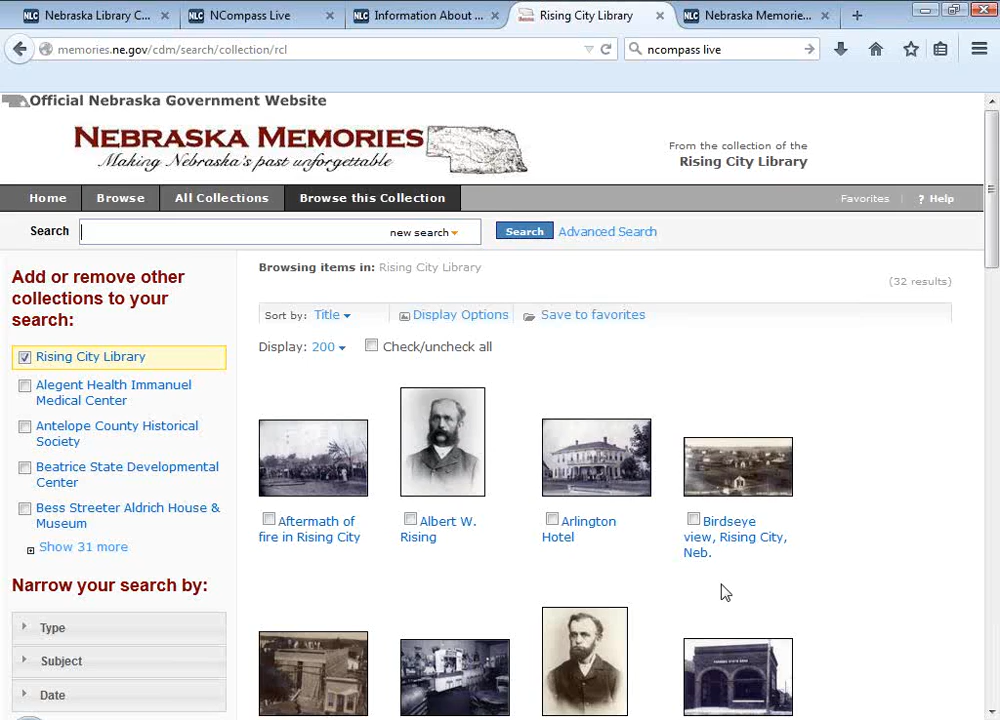 Nebraska Library C... × NCompass Live × Information About ... × Rising City Library × Nebraska Memorie... × +
memories.ne.gov/cdm/search/collection/rcl ncompass live
Official Nebraska Government Website
NEBRASKA MEMORIES
Making Nebraska's past unforgettable
From the collection of the
Rising City Library
Home Browse All Collections Browse this Collection Favorites ? Help
Search new search Search Advanced Search
Add or remove other
collections to your
search:
Rising City Library
Alegent Health Immanuel
Medical Center
Antelope County Historical
Society
Beatrice State Developmental
Center
Bess Streeter Aldrich House &
Museum
Show 31 more
Narrow your search by:
Type
Subject
Date
Browsing items in: Rising City Library
(32 results)
Sort by: Title Display Options Save to favorites
Display: 200 Check/uncheck all
Aftermath of
fire in Rising City
Albert W.
Rising
Arlington
Hotel
Birdseye
view, Rising City,
Neb.